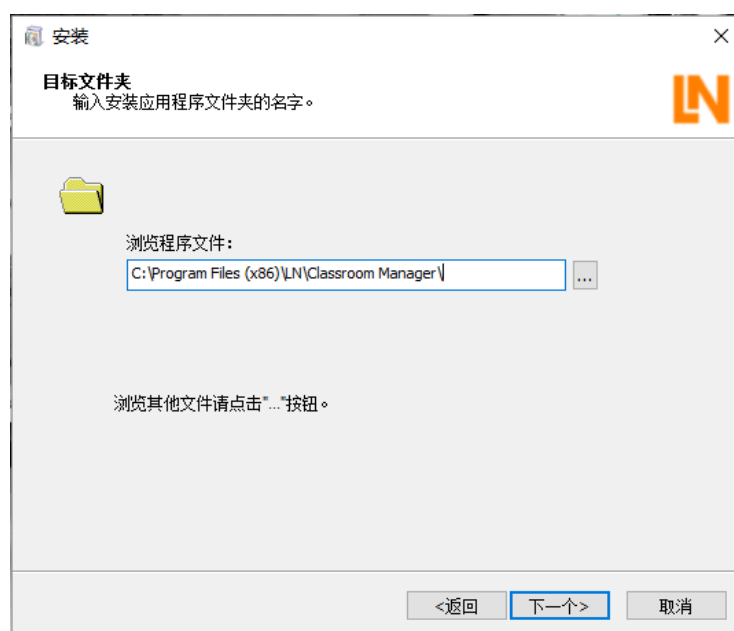 安装
目标文件夹
输入安装应用程序文件夹的名字。
LN
浏览程序文件:
C:\Program Files (x86)\LN\Classroom Manager\
...
浏览其他文件请点击"..."按钮。
<返回
下一个>
取消